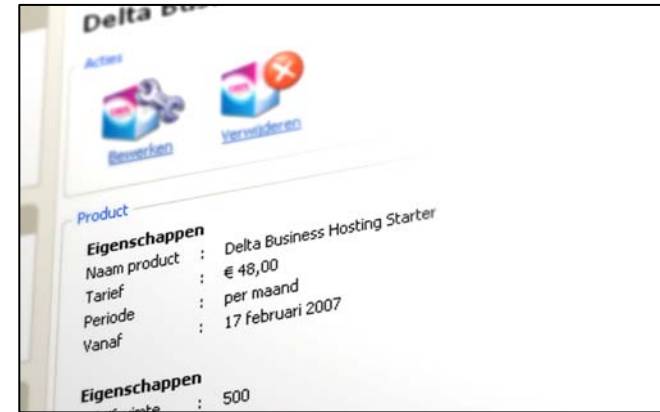 Delta
Acties
Bewerken
Verwijderen
Product
Eigenschappen
Naam product : Delta Business Hosting Starter
Tarief : € 48,00
Periode : per maand
Vanaf : 17 februari 2007
Eigenschappen
: 500